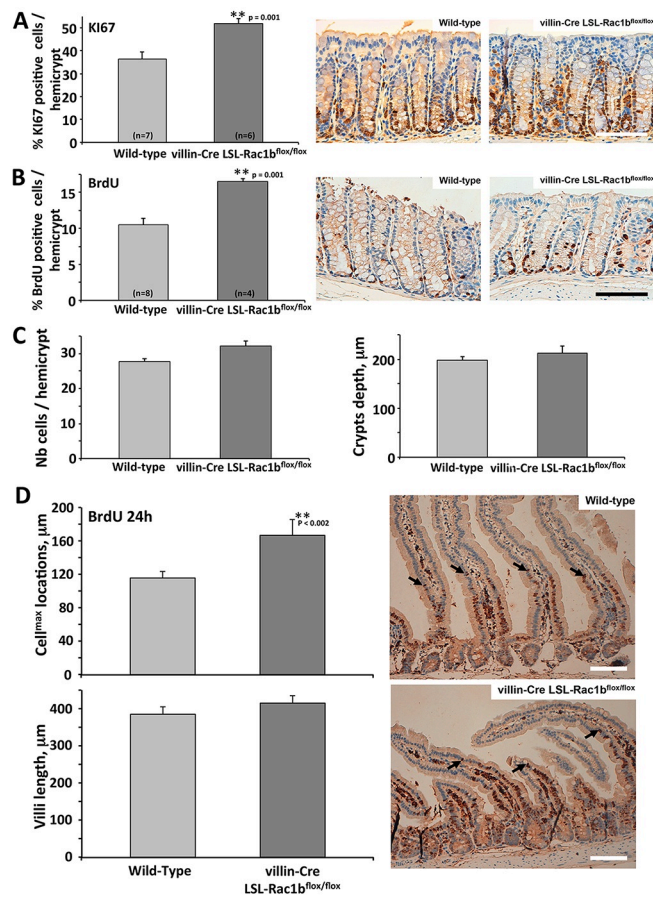 A
KI67
** p = 0.001
% KI67 positive cells / hemicrypt
50
40
30
20
10
0
(n=7)
(n=6)
Wild-type
villin-Cre LSL-Rac1bflox/flox
Wild-type
villin-Cre LSL-Rac1bflox/flox
B
BrdU
** p = 0.001
% BrdU positive cells / hemicrypt
15
10
5
0
(n=8)
(n=4)
Wild-type
villin-Cre LSL-Rac1bflox/flox
Wild-type
villin-Cre LSL-Rac1bflox/flox
C
Nb cells / hemicrypt
30
20
10
0
Wild-type
villin-Cre LSL-Rac1bflox/flox
Crypts depth, µm
200
100
0
Wild-type
villin-Cre LSL-Rac1bflox/flox
D
BrdU 24h
**
P < 0.002
Cellmax locations, µm
200
160
120
80
40
0
Villi length, µm
400
300
200
100
0
Wild-Type
villin-Cre
LSL-Rac1bflox/flox
Wild-type
villin-Cre LSL-Rac1bflox/flox